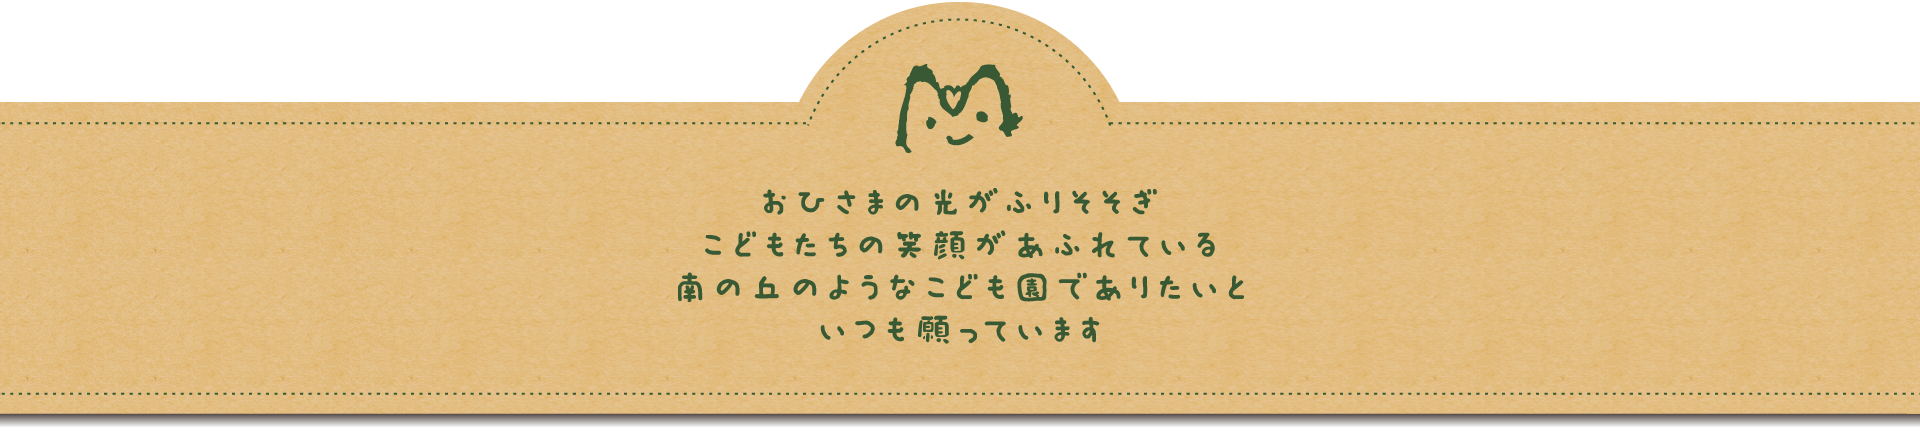 おひさまの光がふりそそぎ
こどもたちの笑顔があふれている
南の丘のようなこども園でありたいと
いつも願っています